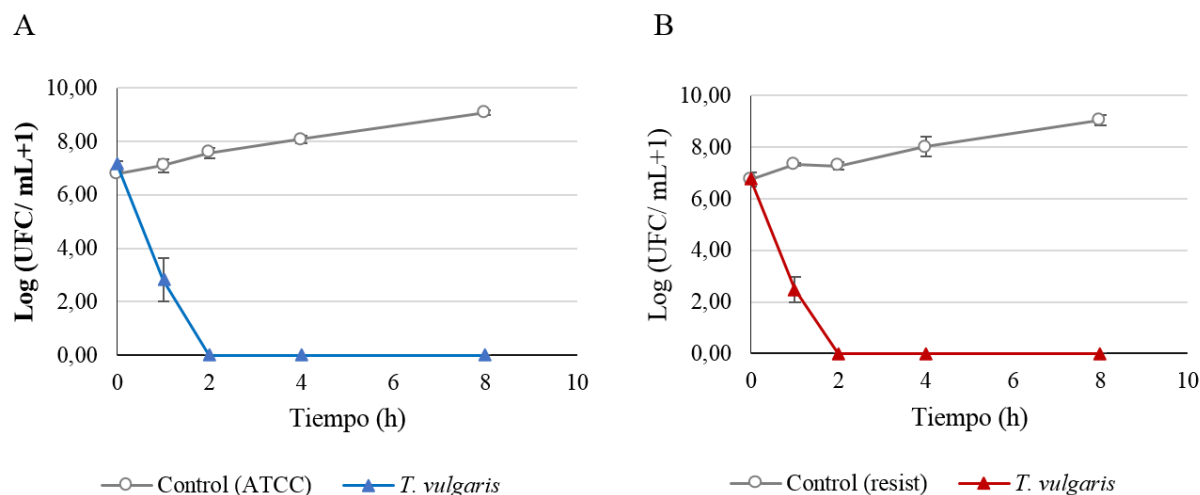 A
Log (UFC/ mL+1)
10,00
8,00
6,00
4,00
2,00
0,00
0 2 4 6 8 10
Tiempo (h)
Control (ATCC) T. vulgaris
B
Log (UFC/ mL+1)
10,00
8,00
6,00
4,00
2,00
0,00
0 2 4 6 8 10
Tiempo (h)
Control (resist) T. vulgaris